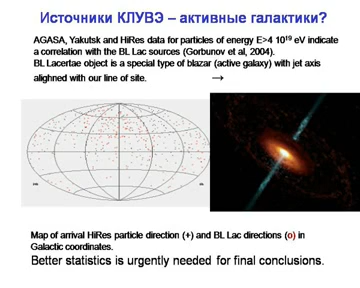 Источники КЛУВЭ – активные галактики?
AGASA, Yakutsk and HiRes data for particles of energy E>4 10¹⁹ eV indicate
a correlation with the BL Lac sources (Gorbunov et al, 2004).
BL Lacertae object is a special type of blazar (active galaxy) with jet axis
alighned with our line of site. →
Map of arrival HiRes particle direction (+) and BL Lac directions (o) in
Galactic coordinates.
Better statistics is urgently needed for final conclusions.